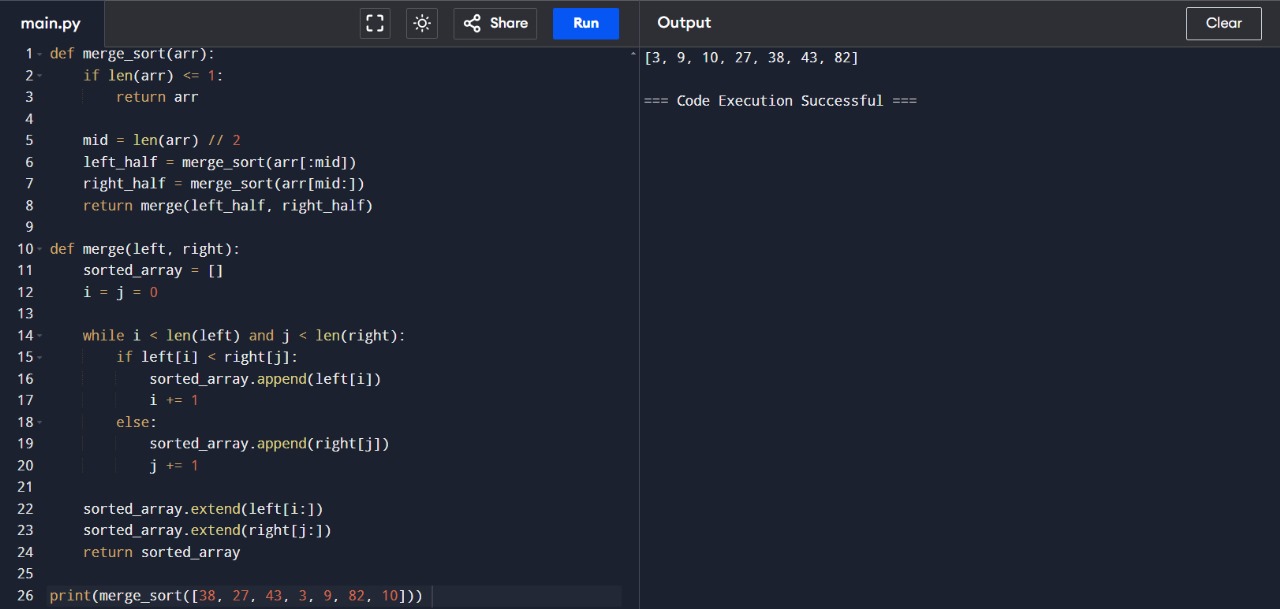 main.py Share Run Output Clear
1 def merge_sort(arr):
2     if len(arr) <= 1:
3         return arr
4
5     mid = len(arr) // 2
6     left_half = merge_sort(arr[:mid])
7     right_half = merge_sort(arr[mid:])
8     return merge(left_half, right_half)
9
10 def merge(left, right):
11     sorted_array = []
12     i = j = 0
13
14     while i < len(left) and j < len(right):
15         if left[i] < right[j]:
16             sorted_array.append(left[i])
17             i += 1
18         else:
19             sorted_array.append(right[j])
20             j += 1
21
22     sorted_array.extend(left[i:])
23     sorted_array.extend(right[j:])
24     return sorted_array
25
26 print(merge_sort([38, 27, 43, 3, 9, 82, 10]))
[3, 9, 10, 27, 38, 43, 82]
=== Code Execution Successful ===